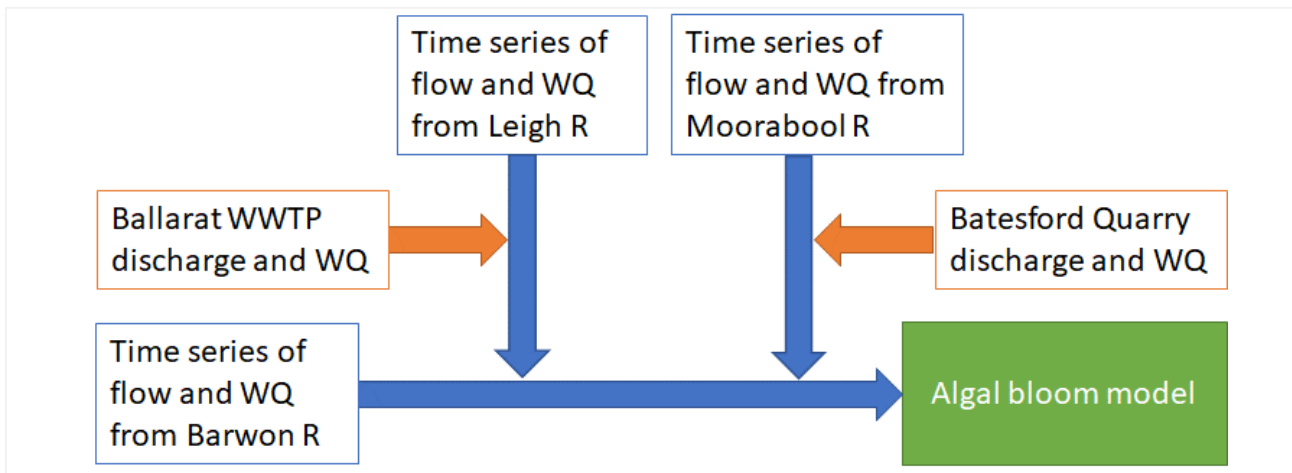 Time series of
flow and WQ
from Leigh R
Time series of
flow and WQ from
Moorabool R
Ballarat WWTP
discharge and WQ
Batesford Quarry
discharge and WQ
Time series of
flow and WQ
from Barwon R
Algal bloom model